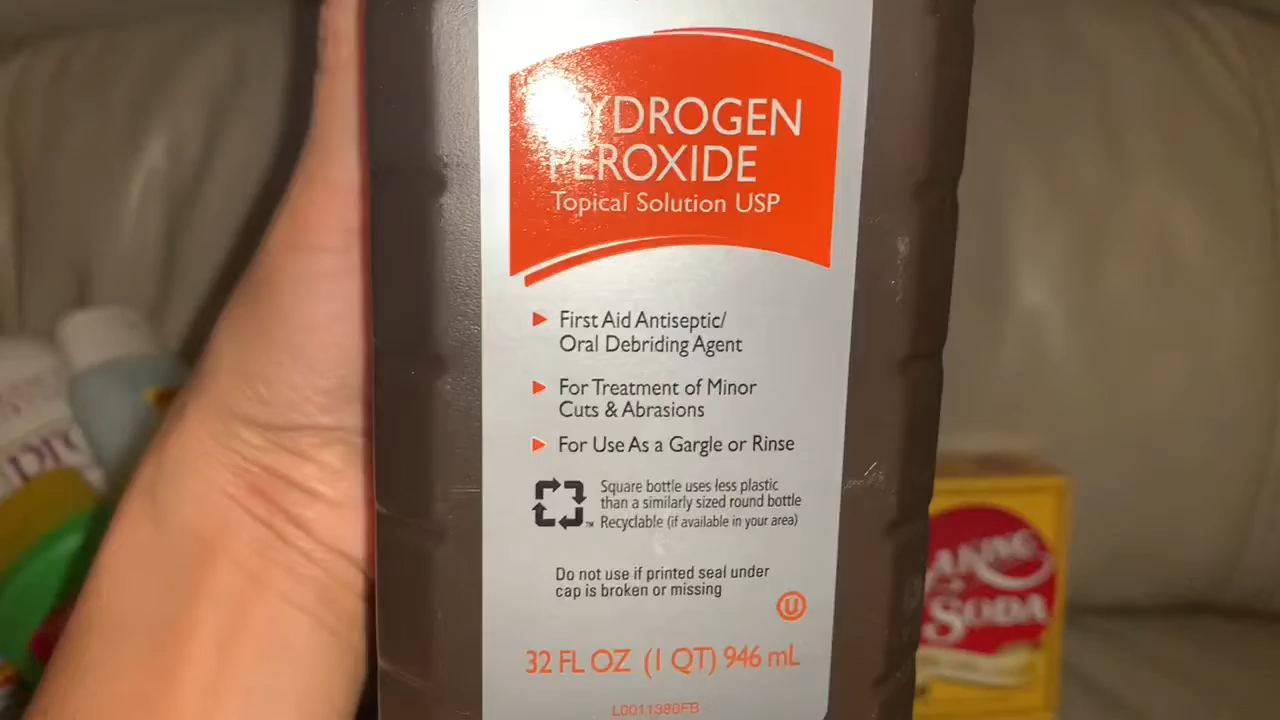 HYDROGEN
PEROXIDE
Topical Solution USP
First Aid Antiseptic/
Oral Debriding Agent
For Treatment of Minor
Cuts & Abrasions
For Use As a Gargle or Rinse
Square bottle uses less plastic
than a similarly sized round bottle
Recyclable (if available in your area)
TM
Do not use if printed seal under
cap is broken or missing
U
32 FL OZ (1 QT) 946 mL
L0011380FB
BAKING
SODA